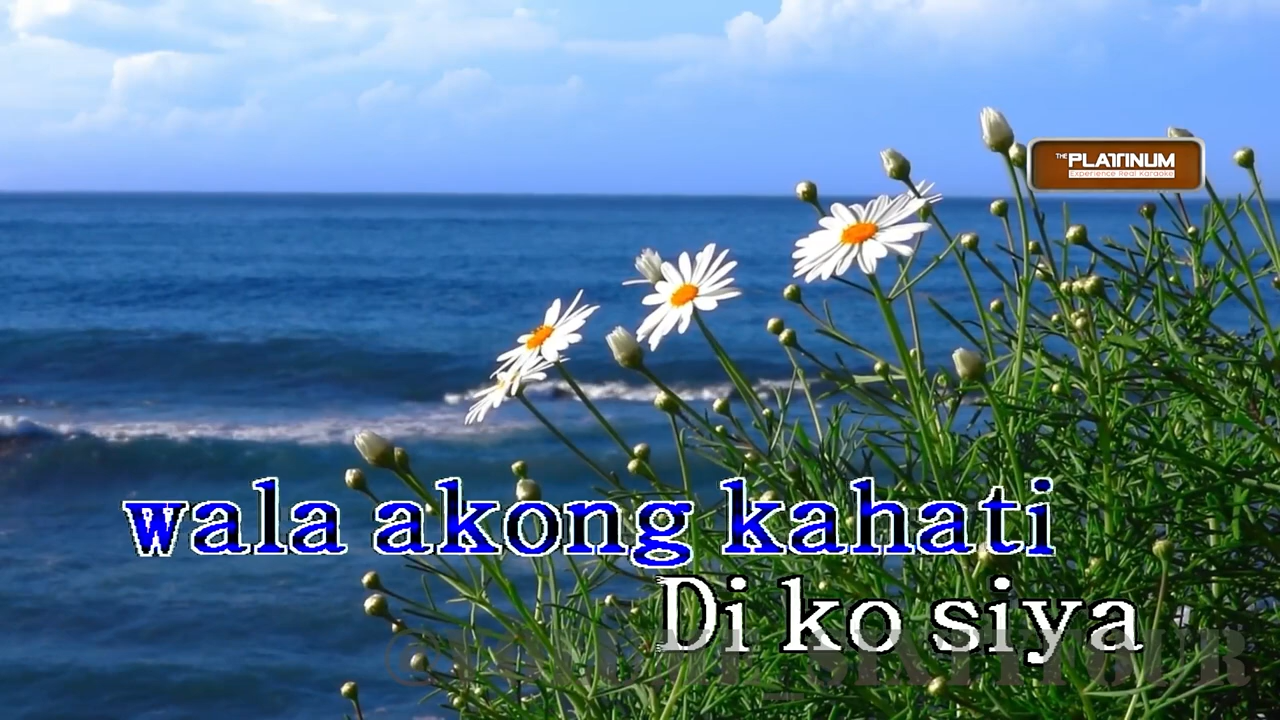 THE PLATINUM
Experience Real Karaoke
wala akong kahati
Di ko siya